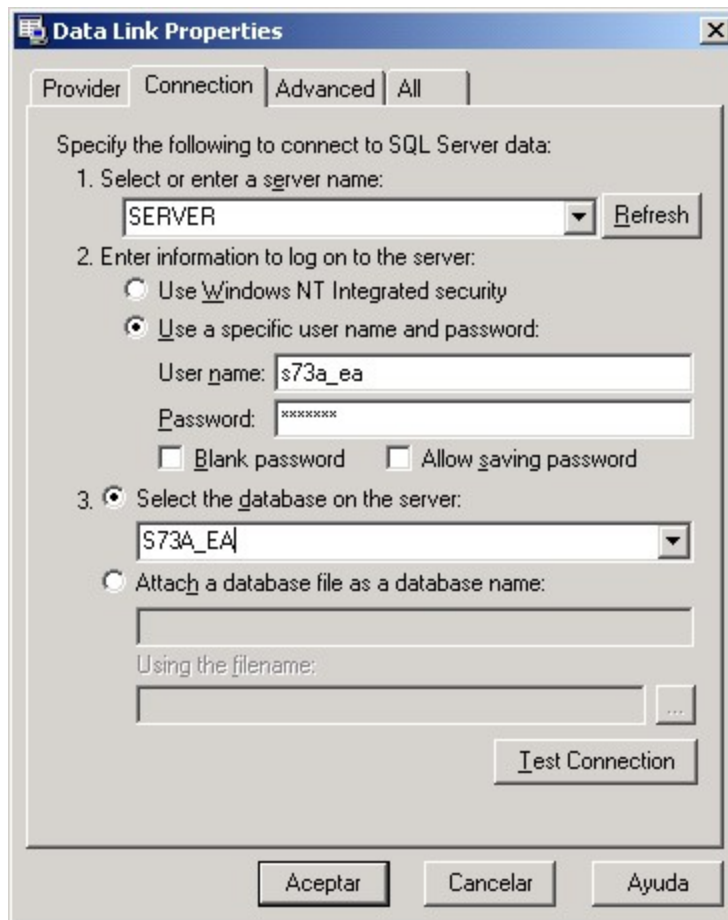 Data Link Properties
Provider Connection Advanced All
Specify the following to connect to SQL Server data:
1. Select or enter a server name:
SERVER Refresh
2. Enter information to log on to the server:
Use Windows NT Integrated security
Use a specific user name and password:
User name: s73a_ea
Password: *******
Blank password Allow saving password
3. Select the database on the server:
S73A_EA
Attach a database file as a database name:
Using the filename:
...
Test Connection
Aceptar Cancelar Ayuda